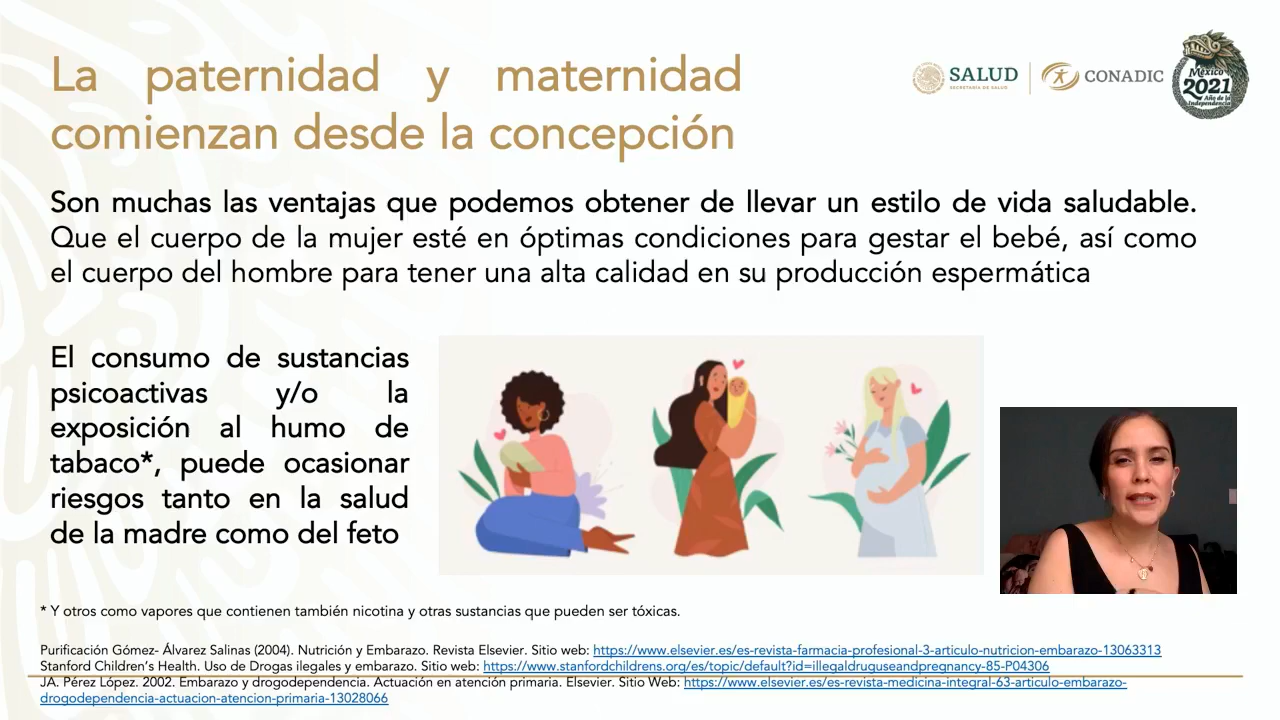 La paternidad y maternidad
comienzan desde la concepción
SALUD
SECRETARÍA DE SALUD
CONADIC
México
2021
Año de la
Independencia
Son muchas las ventajas que podemos obtener de llevar un estilo de vida saludable.
Que el cuerpo de la mujer esté en óptimas condiciones para gestar el bebé, así como
el cuerpo del hombre para tener una alta calidad en su producción espermática
El consumo de sustancias
psicoactivas y/o la
exposición al humo de
tabaco*, puede ocasionar
riesgos tanto en la salud
de la madre como del feto
* Y otros como vapores que contienen también nicotina y otras sustancias que pueden ser tóxicas.
Purificación Gómez- Álvarez Salinas (2004). Nutrición y Embarazo. Revista Elsevier. Sitio web: https://www.elsevier.es/es-revista-farmacia-profesional-3-articulo-nutricion-embarazo-13063313
Stanford Children's Health. Uso de Drogas ilegales y embarazo. Sitio web: https://www.stanfordchildrens.org/es/topic/default?id=illegaldruguseandpregnancy-85-P04306
JA. Pérez López. 2002. Embarazo y drogodependencia. Actuación en atención primaria. Elsevier. Sitio Web: https://www.elsevier.es/es-revista-medicina-integral-63-articulo-embarazo-
drogodependencia-actuacion-atencion-primaria-13028066